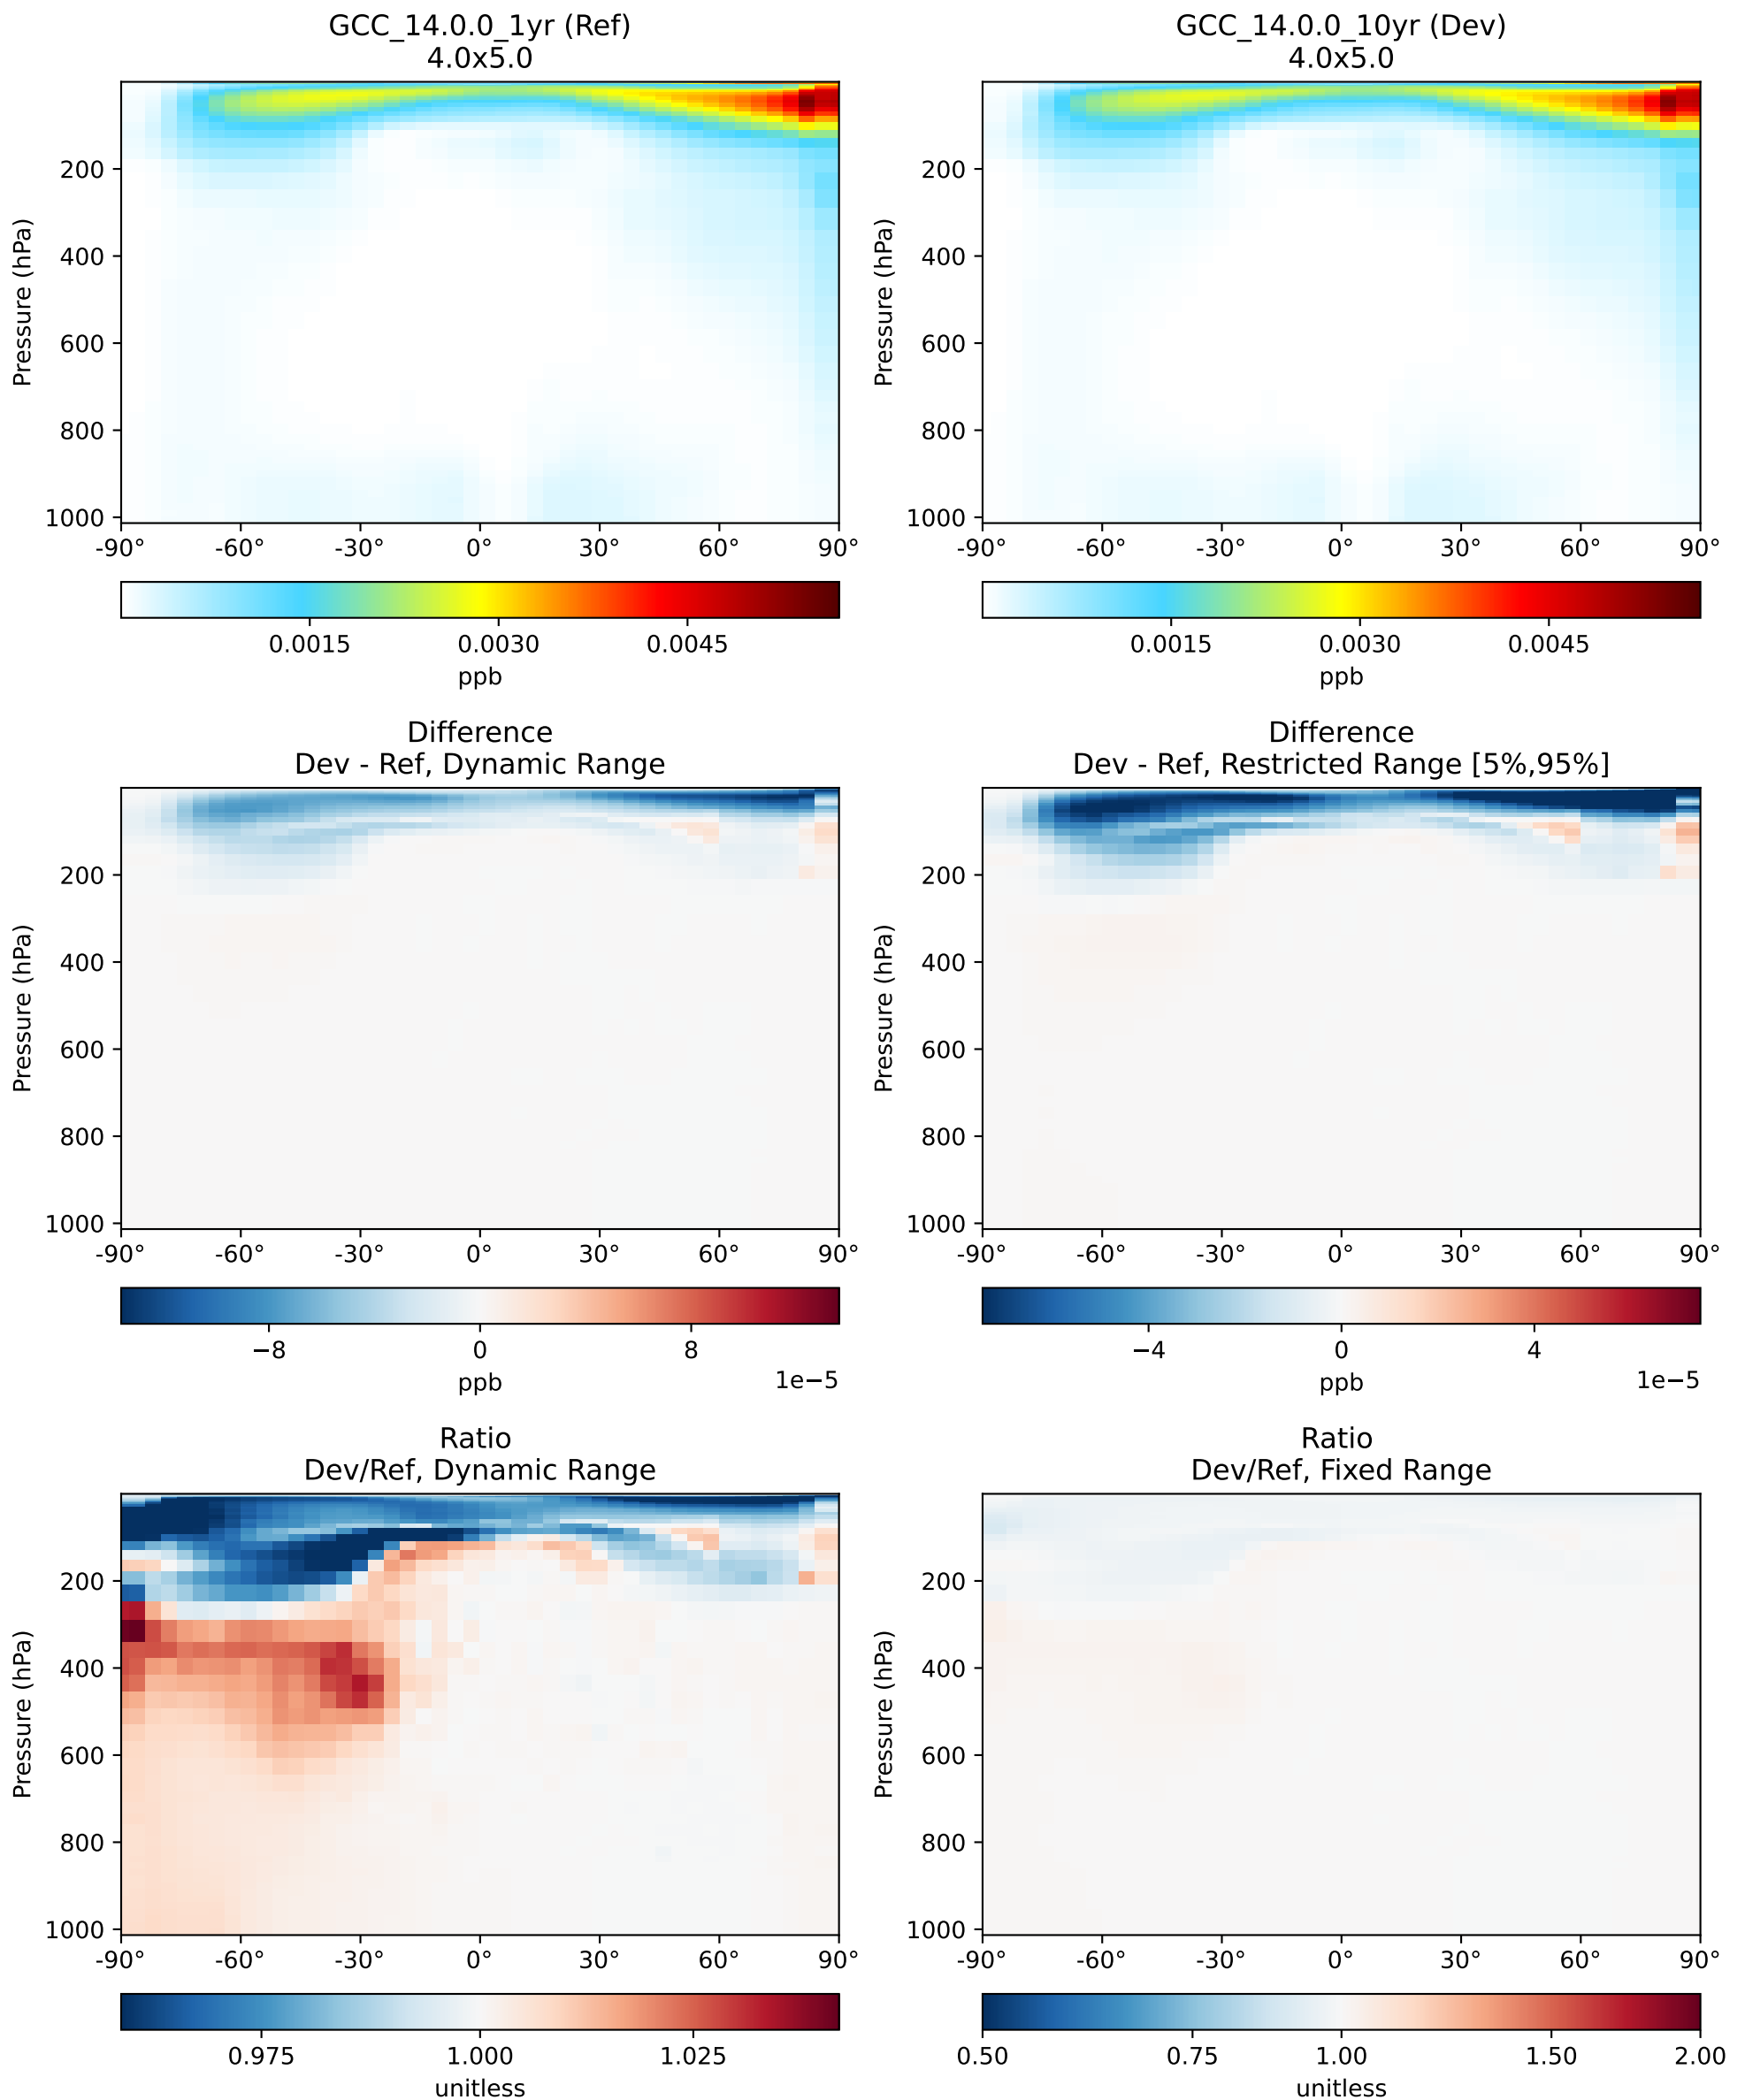 GCC_14.0.0_1yr (Ref)
4.0x5.0
Pressure (hPa)
200
400
600
800
1000
-90° -60° -30° 0° 30° 60° 90°
0.0015 0.0030 0.0045
ppb
GCC_14.0.0_10yr (Dev)
4.0x5.0
Pressure (hPa)
200
400
600
800
1000
-90° -60° -30° 0° 30° 60° 90°
0.0015 0.0030 0.0045
ppb
Difference
Dev - Ref, Dynamic Range
Pressure (hPa)
200
400
600
800
1000
-90° -60° -30° 0° 30° 60° 90°
−8 0 8
ppb 1e−5
Difference
Dev - Ref, Restricted Range [5%,95%]
Pressure (hPa)
200
400
600
800
1000
-90° -60° -30° 0° 30° 60° 90°
−4 0 4
ppb 1e−5
Ratio
Dev/Ref, Dynamic Range
Pressure (hPa)
200
400
600
800
1000
-90° -60° -30° 0° 30° 60° 90°
0.975 1.000 1.025
unitless
Ratio
Dev/Ref, Fixed Range
Pressure (hPa)
200
400
600
800
1000
-90° -60° -30° 0° 30° 60° 90°
0.50 0.75 1.00 1.50 2.00
unitless